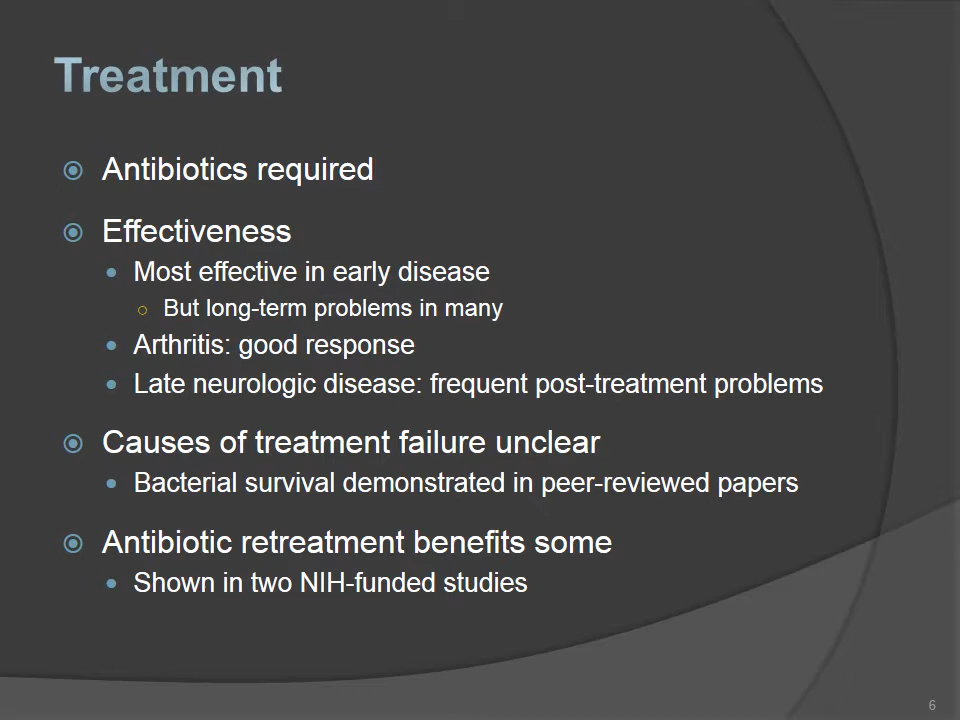 Treatment
Antibiotics required
Effectiveness
Most effective in early disease
But long-term problems in many
Arthritis: good response
Late neurologic disease: frequent post-treatment problems
Causes of treatment failure unclear
Bacterial survival demonstrated in peer-reviewed papers
Antibiotic retreatment benefits some
Shown in two NIH-funded studies
6